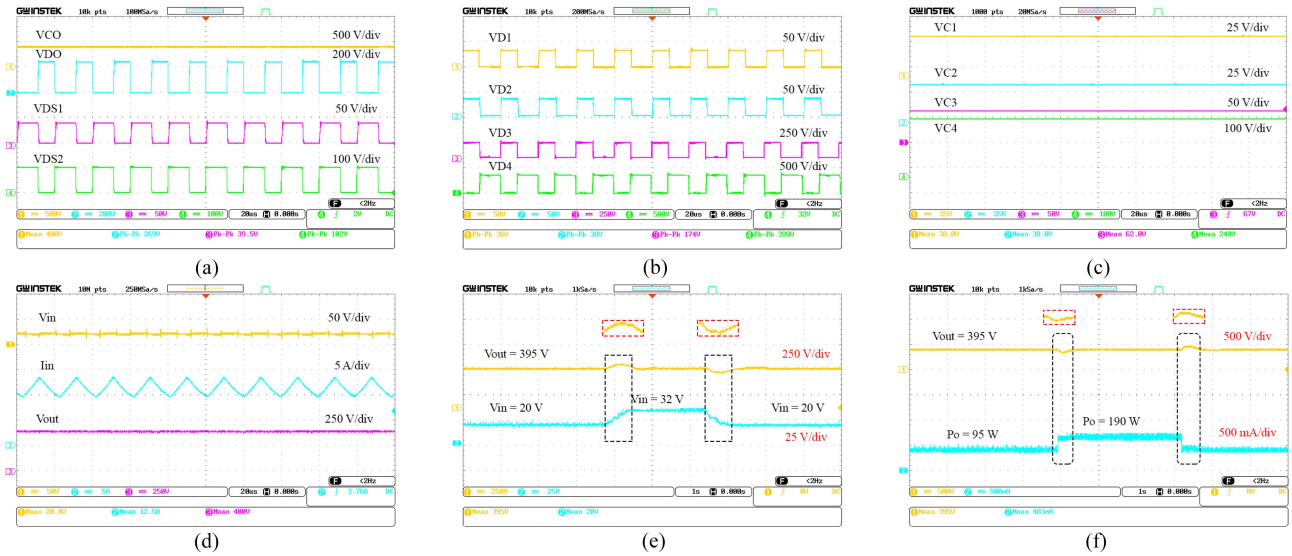 GWINSTEK 10k pts 100MSa/s
VCO 500 V/div
VDO 200 V/div
VDS1 50 V/div
VDS2 100 V/div
F <2Hz
1 500V 2 200V 3 50V 4 100V 20us H 0.000s 4 2V DC
1 Mean 400V 2 Pk-Pk 269V 3 Pk-Pk 39.5V 4 Pk-Pk 102V
(a)
GWINSTEK 10k pts 200MSa/s
VD1 50 V/div
VD2 50 V/div
VD3 250 V/div
VD4 500 V/div
F <2Hz
1 50V 2 50V 3 250V 4 500V 20us H 0.000s 4 32V DC
1 Pk-Pk 36V 2 Pk-Pk 38V 3 Pk-Pk 174V 4 Pk-Pk 399V
(b)
GWINSTEK 1000 pts 20MSa/s
VC1 25 V/div
VC2 25 V/div
VC3 50 V/div
VC4 100 V/div
F <2Hz
1 25V 2 25V 3 50V 4 100V 20us H 0.000s 3 67V DC
1 Mean 38.0V 2 Mean 38.0V 3 Mean 62.0V 4 Mean 248V
(c)
GWINSTEK 10M pts 250MSa/s
Vin 50 V/div
Iin 5 A/div
Vout 250 V/div
F <2Hz
1 50V 2 5A 3 250V 20us H 0.000s 2 3.76A DC
1 Mean 20.0V 2 Mean 12.5A 3 Mean 400V
(d)
GWINSTEK 10k pts 1kSa/s
Vout = 395 V 250 V/div
Vin = 20 V Vin = 32 V Vin = 20 V
25 V/div
F <2Hz
1 250V 2 25V 1s H 0.000s 1 0V DC
1 Mean 395V 2 Mean 20V
(e)
GWINSTEK 10k pts 1kSa/s
Vout = 395 V 500 V/div
Po = 95 W Po = 190 W 500 mA/div
F <2Hz
1 500V 2 500mA 1s H 0.000s 1 0V DC
1 Mean 395V 2 Mean 483mA
(f)